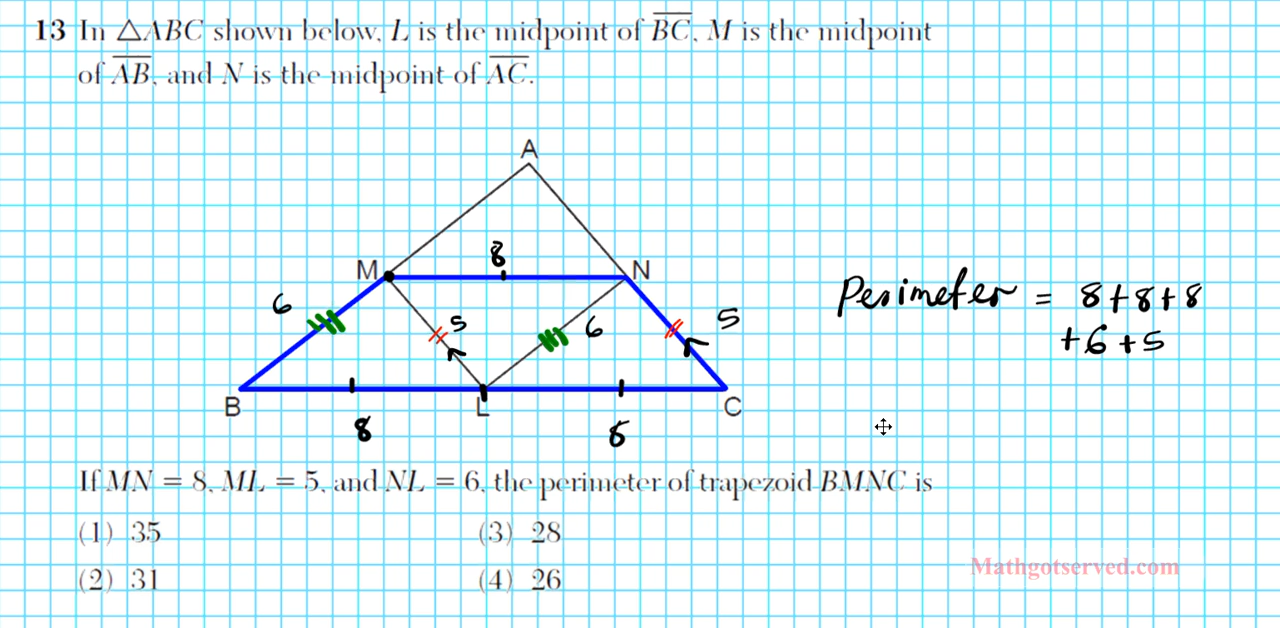 13 In △ABC shown below, L is the midpoint of BC, M is the midpoint
of AB, and N is the midpoint of AC.
A
M
8
N
6
5
6
5
Perimeter = 8+8+8
+6+5
B
L
C
8
8
If MN = 8, ML = 5, and NL = 6, the perimeter of trapezoid BMNC is
(1) 35
(3) 28
(2) 31
(4) 26
Mathgotserved.com